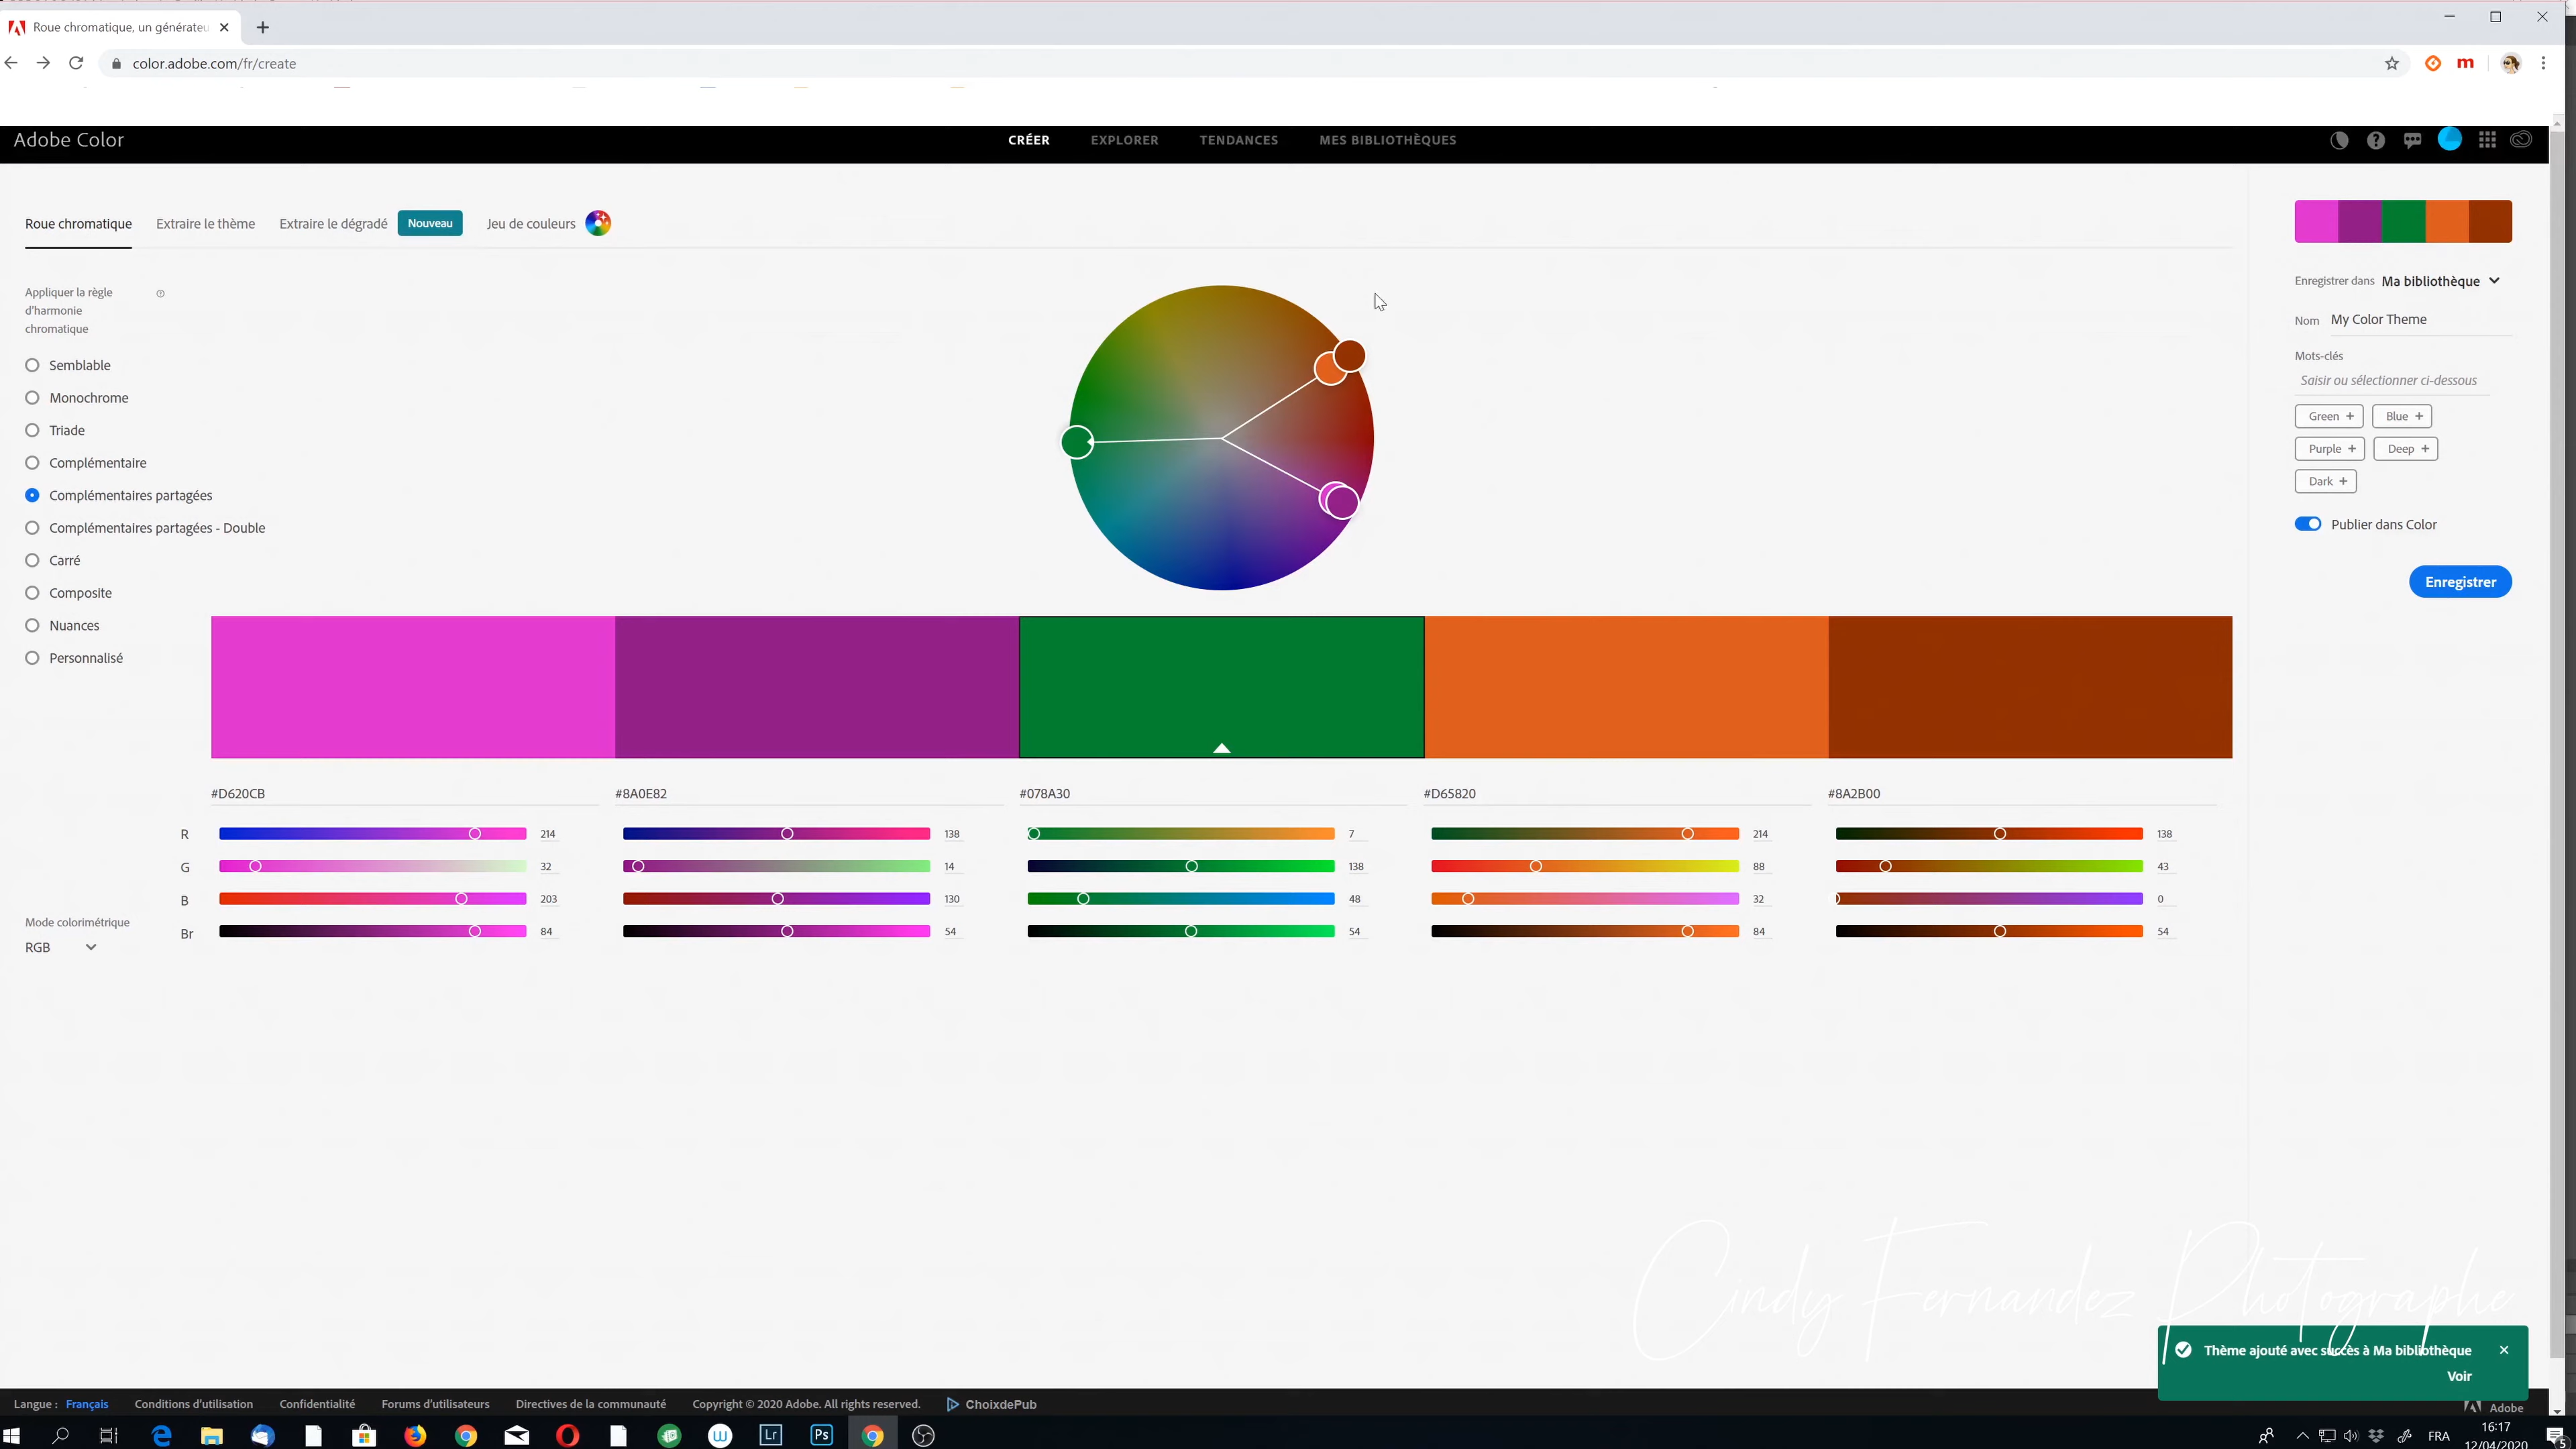 Roue chromatique, un générateu
color.adobe.com/fr/create
m
Adobe Color
CRÉER EXPLORER TENDANCES MES BIBLIOTHÈQUES
Roue chromatique Extraire le thème Extraire le dégradé Nouveau Jeu de couleurs
Appliquer la règle
d'harmonie
chromatique
Semblable
Monochrome
Triade
Complémentaire
Complémentaires partagées
Complémentaires partagées - Double
Carré
Composite
Nuances
Personnalisé
Enregistrer dans Ma bibliothèque
Nom My Color Theme
Mots-clés
Saisir ou sélectionner ci-dessous
Green + Blue +
Purple + Deep +
Dark +
Publier dans Color
Enregistrer
#D620CB #8A0E82 #078A30 #D65820 #8A2B00
R 214 138 7 214 138
G 32 14 138 88 43
B 203 130 48 32 0
Br 84 54 54 84 54
Mode colorimétrique
RGB
Cindy Fernandez Photographe
Thème ajouté avec succès à Ma bibliothèque
Voir
Langue : Français Conditions d'utilisation Confidentialité Forums d'utilisateurs Directives de la communauté Copyright © 2020 Adobe. All rights reserved. ChoixdePub Adobe
Lr Ps FRA 16:17
12/04/2020